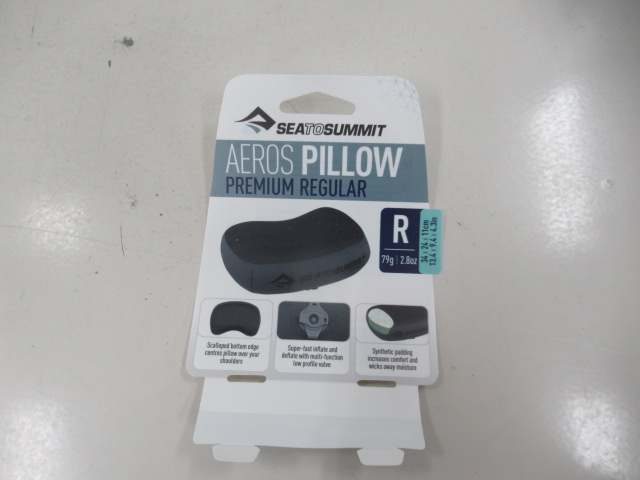 SEATOSUMMIT
AEROS PILLOW
PREMIUM REGULAR
R
79g | 2.8oz
34 x 24 x 11cm
13.4 x 9.4 x 4.3in
SEATOSUMMIT
Scalloped bottom edge
centres pillow over your
shoulders
Super-fast inflate and
deflate with multi-function
low profile valve
Synthetic padding
increases comfort and
wicks away moisture